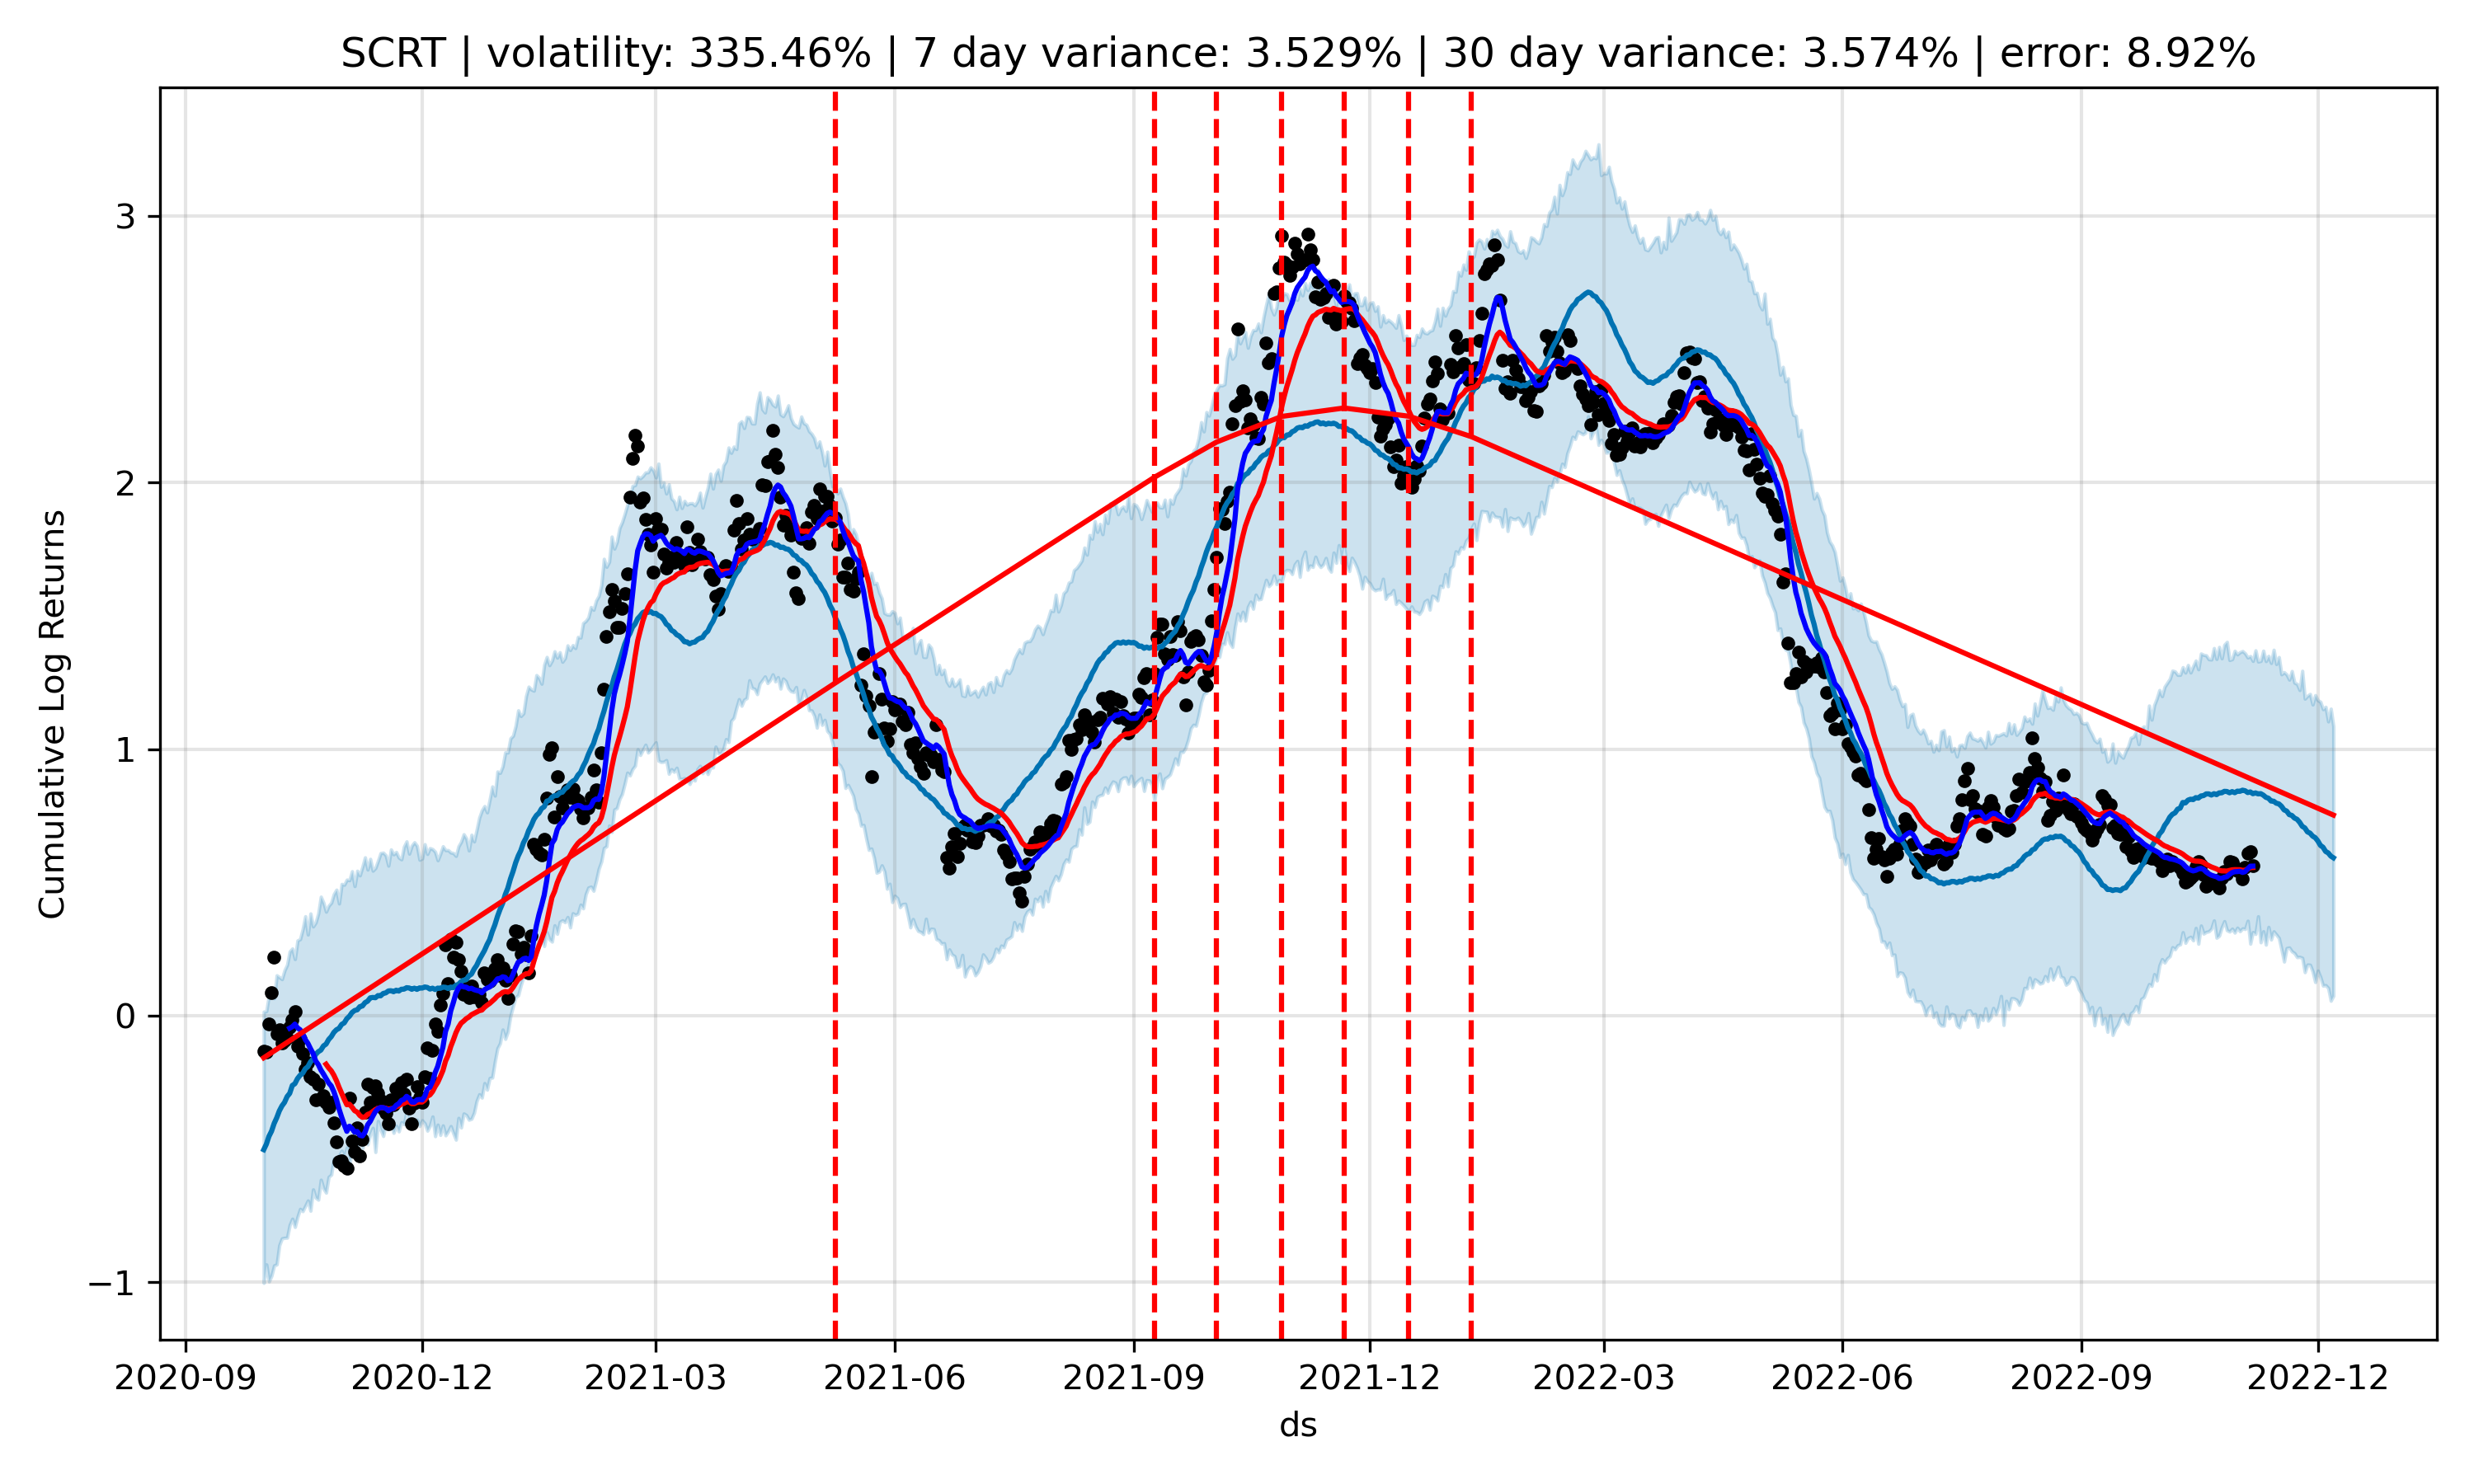 SCRT | volatility: 335.46% | 7 day variance: 3.529% | 30 day variance: 3.574% | error: 8.92%
Cumulative Log Returns
3
2
1
0
−1
2020-09 2020-12 2021-03 2021-06 2021-09 2021-12 2022-03 2022-06 2022-09 2022-12
ds